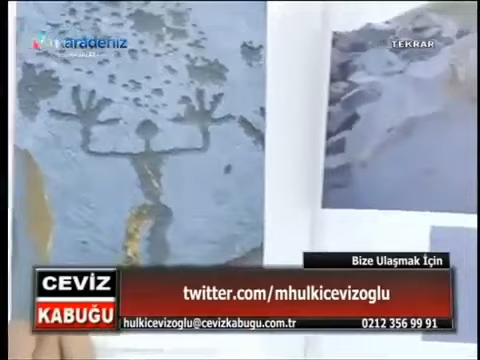 karadeniz
TEKRAR
Bize Ulaşmak İçin
CEVİZ
KABUĞU
twitter.com/mhulkicevizoglu
hulkicevizoglu@cevizkabugu.com.tr
0212 356 99 91